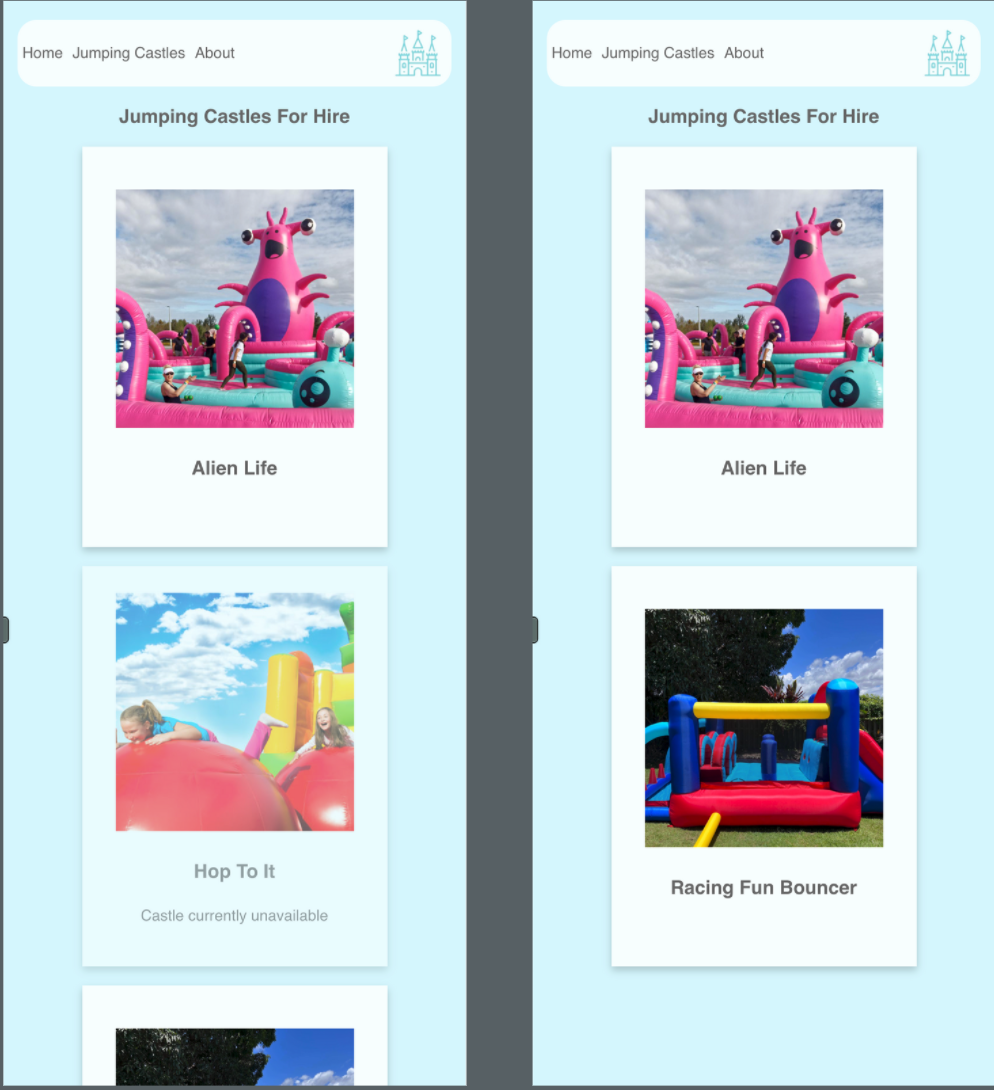 Home Jumping Castles About
Jumping Castles For Hire
Alien Life
Hop To It
Castle currently unavailable
Home Jumping Castles About
Jumping Castles For Hire
Alien Life
Racing Fun Bouncer